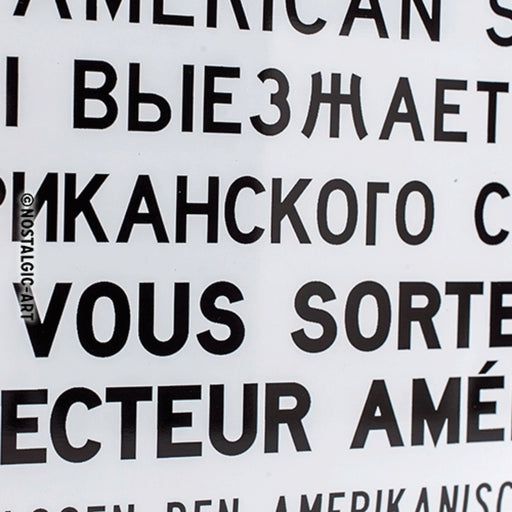 AMERICAN S
ВЫЕЗЖАЕТ
РИКАНСКОГО С
VOUS SORTE
ECTEUR AMÉ
DEN AMERIKANISC
©NOSTALGIC-ART